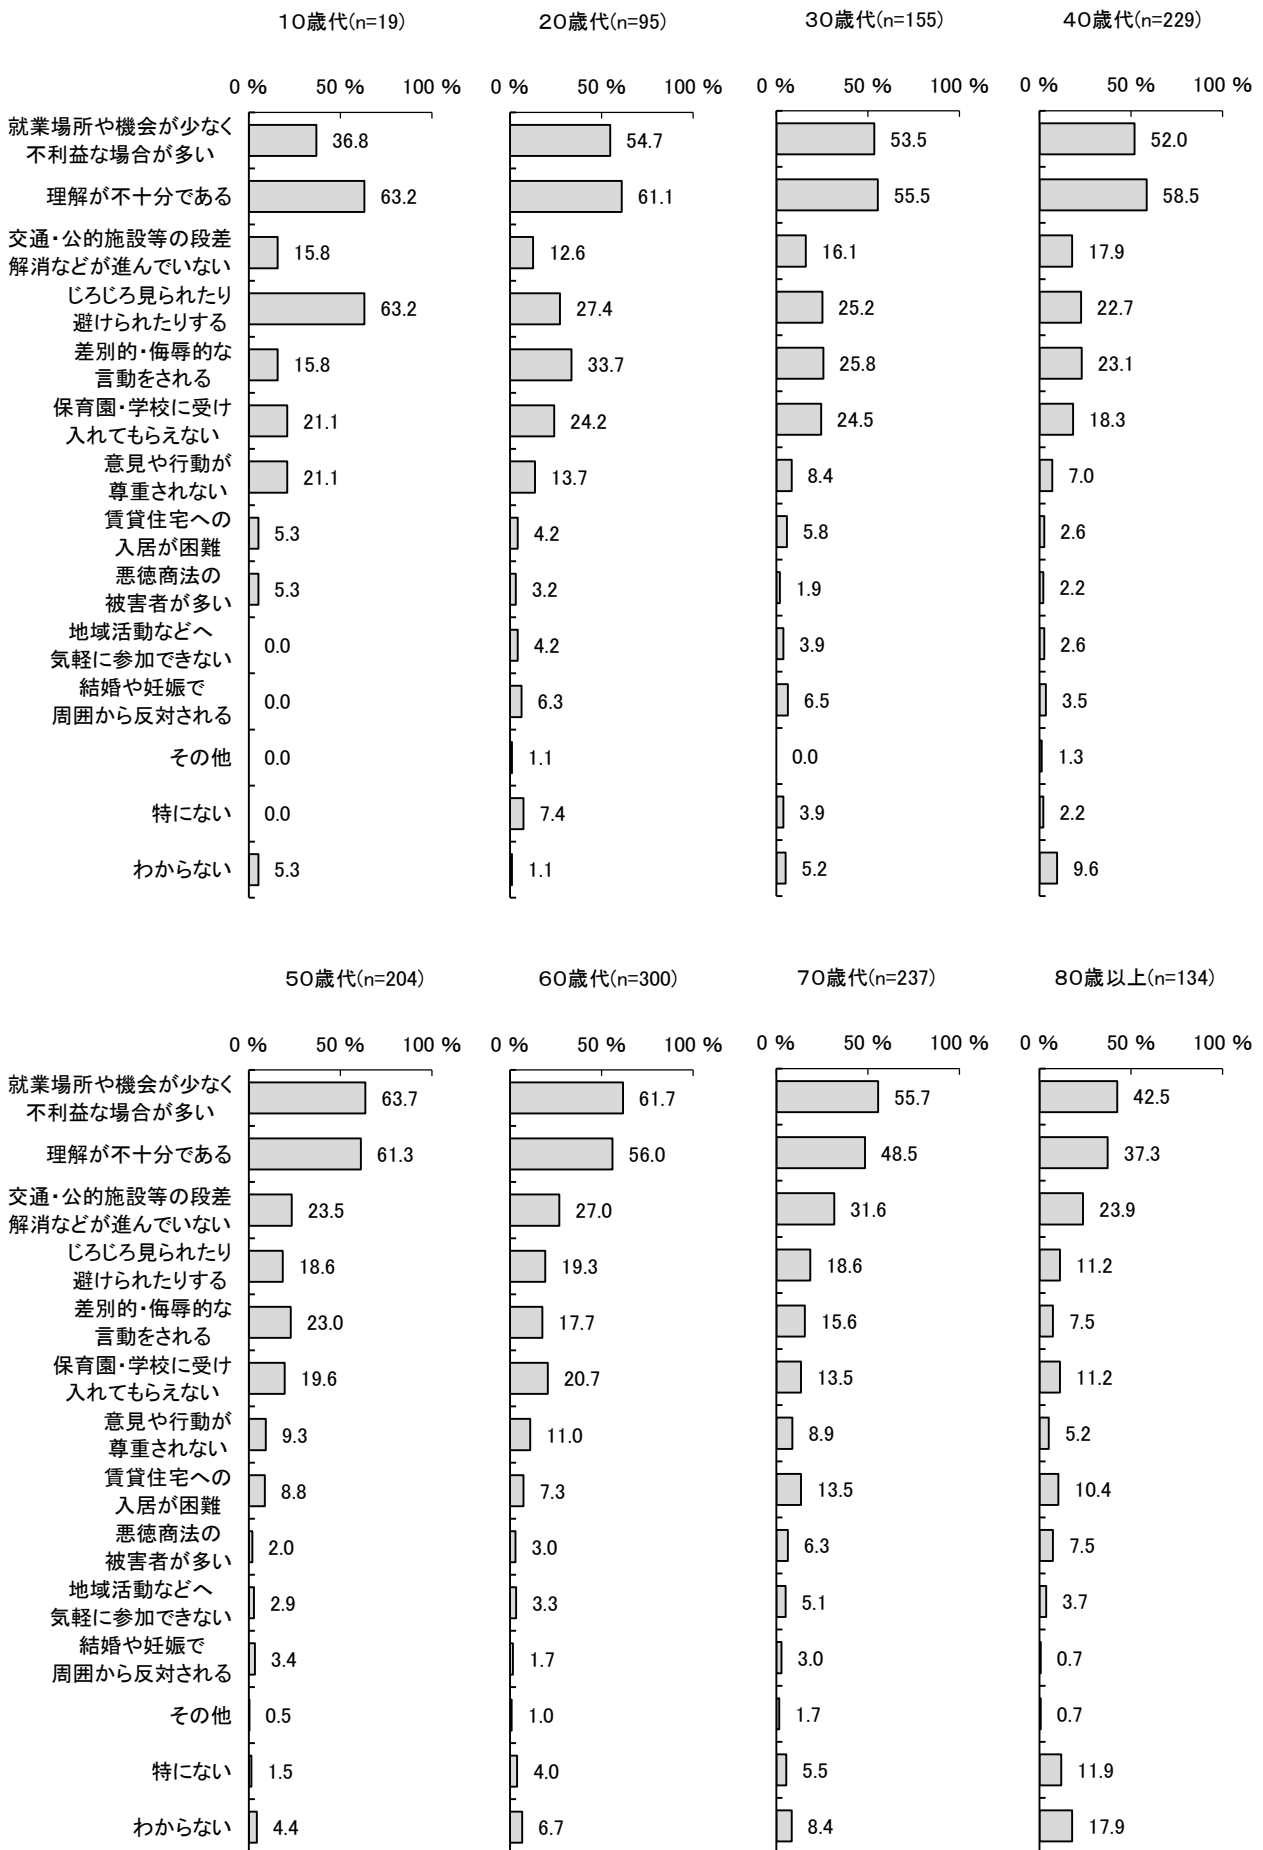 10歳代(n=19) 20歳代(n=95) 30歳代(n=155) 40歳代(n=229)
0 % 50 % 100 % 0 % 50 % 100 % 0 % 50 % 100 % 0 % 50 % 100 %
就業場所や機会が少なく
不利益な場合が多い 36.8 54.7 53.5 52.0
理解が不十分である 63.2 61.1 55.5 58.5
交通・公的施設等の段差
解消などが進んでいない 15.8 12.6 16.1 17.9
じろじろ見られたり
避けられたりする 63.2 27.4 25.2 22.7
差別的・侮辱的な
言動をされる 15.8 33.7 25.8 23.1
保育園・学校に受け
入れてもらえない 21.1 24.2 24.5 18.3
意見や行動が
尊重されない 21.1 13.7 8.4 7.0
賃貸住宅への
入居が困難 5.3 4.2 5.8 2.6
悪徳商法の
被害者が多い 5.3 3.2 1.9 2.2
地域活動などへ
気軽に参加できない 0.0 4.2 3.9 2.6
結婚や妊娠で
周囲から反対される 0.0 6.3 6.5 3.5
その他 0.0 1.1 0.0 1.3
特にない 0.0 7.4 3.9 2.2
わからない 5.3 1.1 5.2 9.6
50歳代(n=204) 60歳代(n=300) 70歳代(n=237) 80歳以上(n=134)
0 % 50 % 100 % 0 % 50 % 100 % 0 % 50 % 100 % 0 % 50 % 100 %
就業場所や機会が少なく
不利益な場合が多い 63.7 61.7 55.7 42.5
理解が不十分である 61.3 56.0 48.5 37.3
交通・公的施設等の段差
解消などが進んでいない 23.5 27.0 31.6 23.9
じろじろ見られたり
避けられたりする 18.6 19.3 18.6 11.2
差別的・侮辱的な
言動をされる 23.0 17.7 15.6 7.5
保育園・学校に受け
入れてもらえない 19.6 20.7 13.5 11.2
意見や行動が
尊重されない 9.3 11.0 8.9 5.2
賃貸住宅への
入居が困難 8.8 7.3 13.5 10.4
悪徳商法の
被害者が多い 2.0 3.0 6.3 7.5
地域活動などへ
気軽に参加できない 2.9 3.3 5.1 3.7
結婚や妊娠で
周囲から反対される 3.4 1.7 3.0 0.7
その他 0.5 1.0 1.7 0.7
特にない 1.5 4.0 5.5 11.9
わからない 4.4 6.7 8.4 17.9